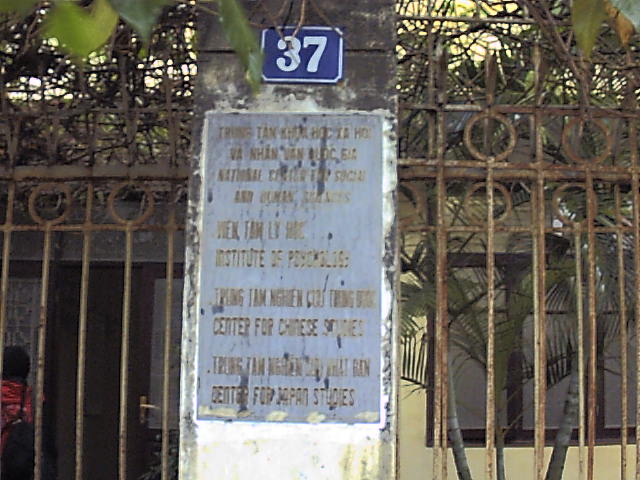 37
TRUNG TÂM KHOA HỌC XÃ HỘI
VÀ NHÂN VĂN QUỐC GIA
NATIONAL CENTER FOR SOCIAL
AND HUMAN SCIENCES
VIỆN TÂM LÝ HỌC
INSTITUTE OF PSYCHOLOGY
TRUNG TÂM NGHIÊN CỨU TRUNG QUỐC
CENTER FOR CHINESE STUDIES
TRUNG TÂM NGHIÊN CỨU NHẬT BẢN
CENTER FOR JAPAN STUDIES